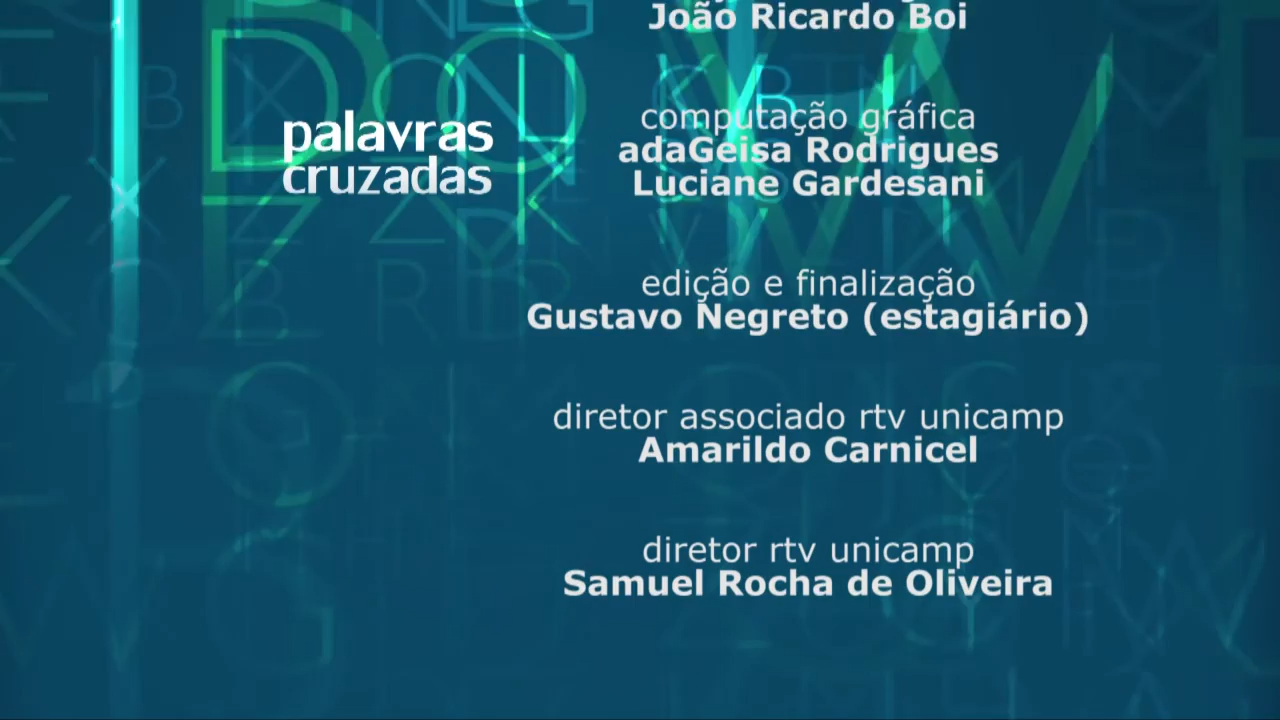 João Ricardo Boi
palavras
cruzadas
computação gráfica
adaGeisa Rodrigues
Luciane Gardesani
edição e finalização
Gustavo Negreto (estagiário)
diretor associado rtv unicamp
Amarildo Carnicel
diretor rtv unicamp
Samuel Rocha de Oliveira